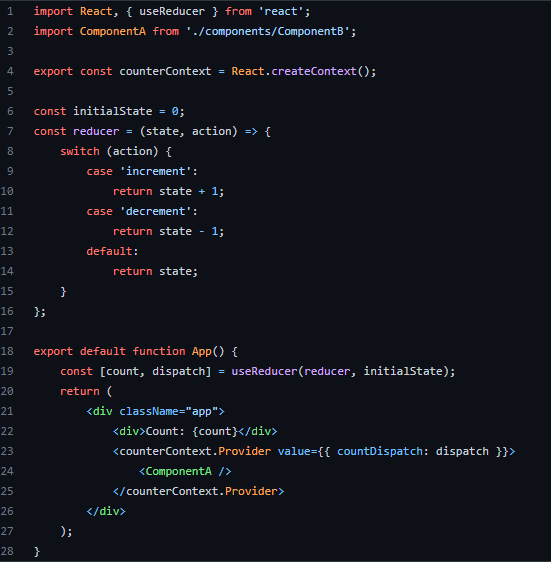 1 import React, { useReducer } from 'react';
2 import ComponentA from './components/ComponentB';
3
4 export const counterContext = React.createContext();
5
6 const initialState = 0;
7 const reducer = (state, action) => {
8     switch (action) {
9         case 'increment':
10             return state + 1;
11         case 'decrement':
12             return state - 1;
13         default:
14             return state;
15     }
16 };
17
18 export default function App() {
19     const [count, dispatch] = useReducer(reducer, initialState);
20     return (
21         <div className="app">
22             <div>Count: {count}</div>
23             <counterContext.Provider value={{ countDispatch: dispatch }}>
24                 <ComponentA />
25             </counterContext.Provider>
26         </div>
27     );
28 }